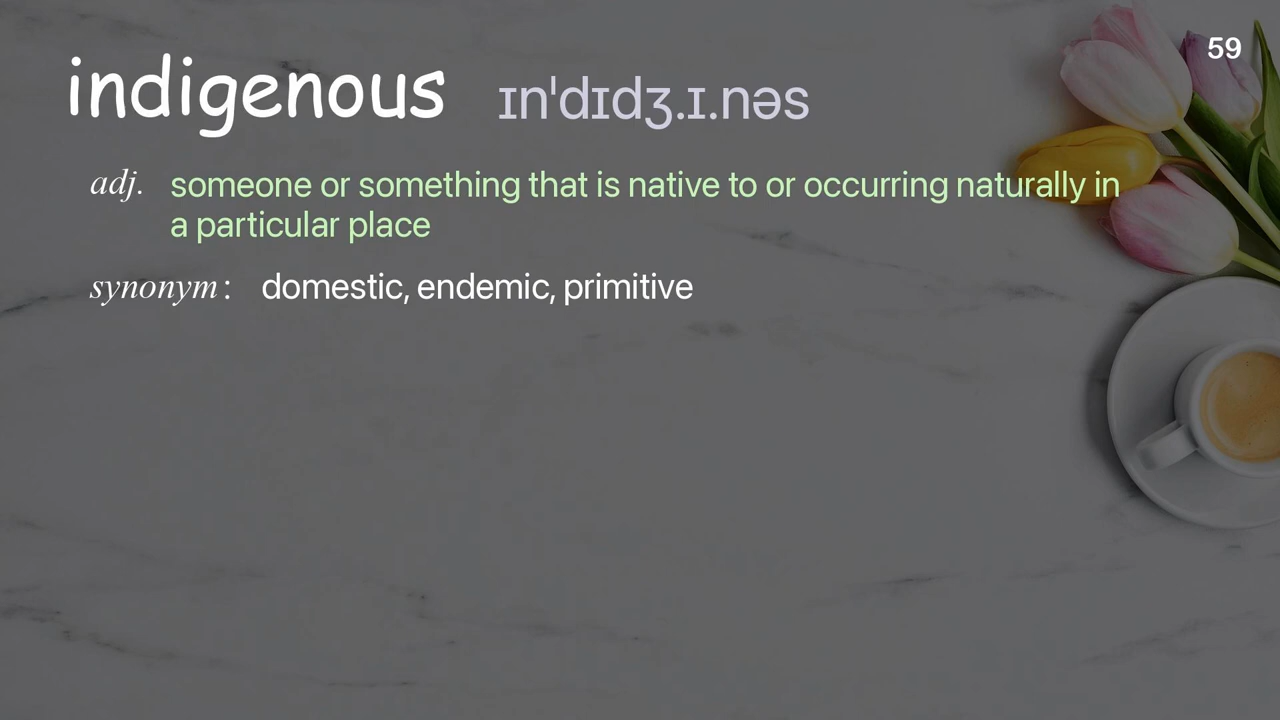 59
indigenous ɪnˈdɪdʒ.ɪ.nəs
adj. someone or something that is native to or occurring naturally in
a particular place
synonym: domestic, endemic, primitive